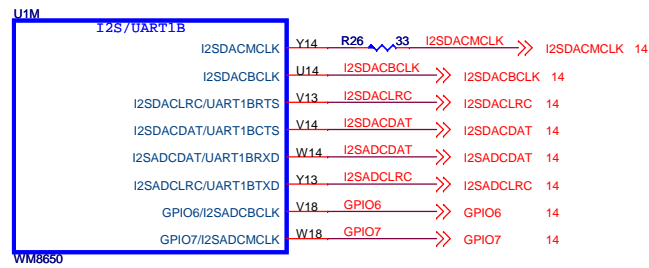 U1M
I2S/UART1B
I2SDACMCLK Y14 R26 33 I2SDACMCLK I2SDACMCLK 14
I2SDACBCLK U14 I2SDACBCLK I2SDACBCLK 14
I2SDACLRC/UART1BRTS V13 I2SDACLRC I2SDACLRC 14
I2SDACDAT/UART1BCTS V14 I2SDACDAT I2SDACDAT 14
I2SADCDAT/UART1BRXD W14 I2SADCDAT I2SADCDAT 14
I2SADCLRC/UART1BTXD Y13 I2SADCLRC I2SADCLRC 14
GPIO6/I2SADCBCLK V18 GPIO6 GPIO6 14
GPIO7/I2SADCMCLK W18 GPIO7 GPIO7 14
WM8650